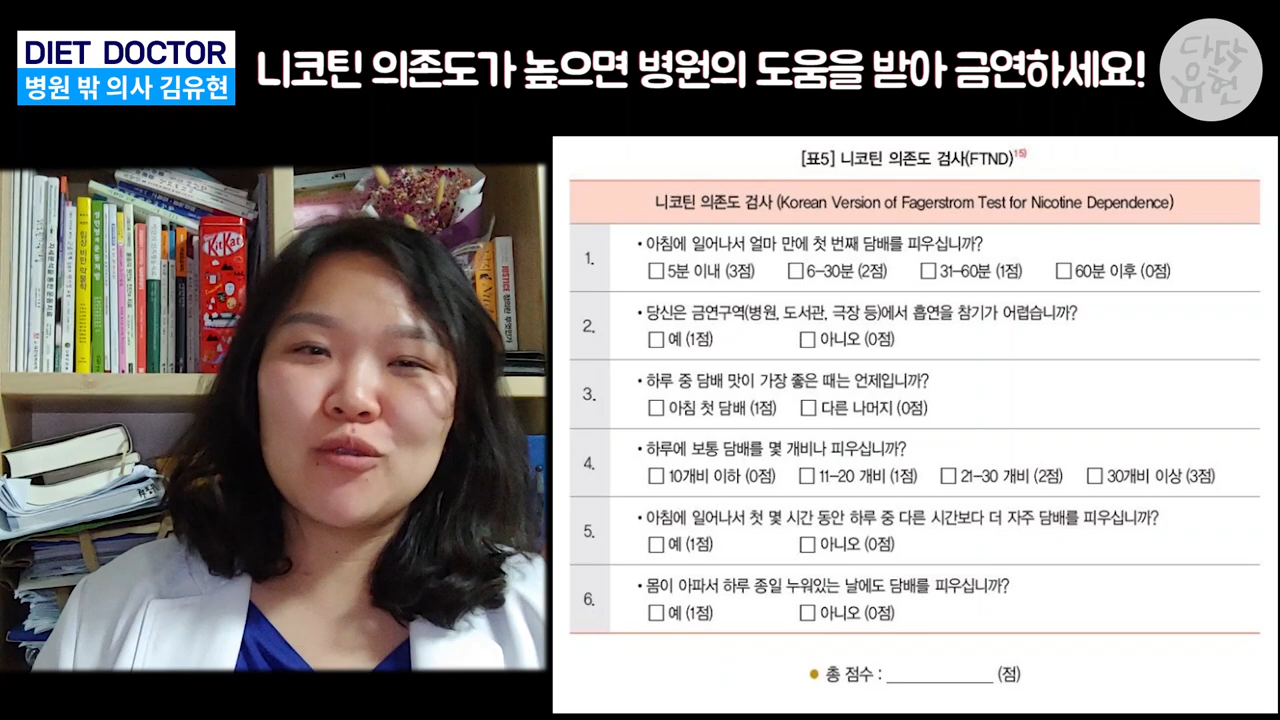 DIET DOCTOR
병원 밖 의사 김유현
니코틴 의존도가 높으면 병원의 도움을 받아 금연하세요!
닥닥
유현
[표5] 니코틴 의존도 검사(FTND)15)
니코틴 의존도 검사 (Korean Version of Fagerstrom Test for Nicotine Dependence)
1.
• 아침에 일어나서 얼마 만에 첫 번째 담배를 피우십니까?
□ 5분 이내 (3점) □ 6-30분 (2점) □ 31-60분 (1점) □ 60분 이후 (0점)
2.
• 당신은 금연구역(병원, 도서관, 극장 등)에서 흡연을 참기가 어렵습니까?
□ 예 (1점) □ 아니오 (0점)
3.
• 하루 중 담배 맛이 가장 좋은 때는 언제입니까?
□ 아침 첫 담배 (1점) □ 다른 나머지 (0점)
4.
• 하루에 보통 담배를 몇 개비나 피우십니까?
□ 10개비 이하 (0점) □ 11-20 개비 (1점) □ 21-30 개비 (2점) □ 30개비 이상 (3점)
5.
• 아침에 일어나서 첫 몇 시간 동안 하루 중 다른 시간보다 더 자주 담배를 피우십니까?
□ 예 (1점) □ 아니오 (0점)
6.
• 몸이 아파서 하루 종일 누워있는 날에도 담배를 피우십니까?
□ 예 (1점) □ 아니오 (0점)
● 총 점수 : ____________ (점)
KitKat
JUSTICE